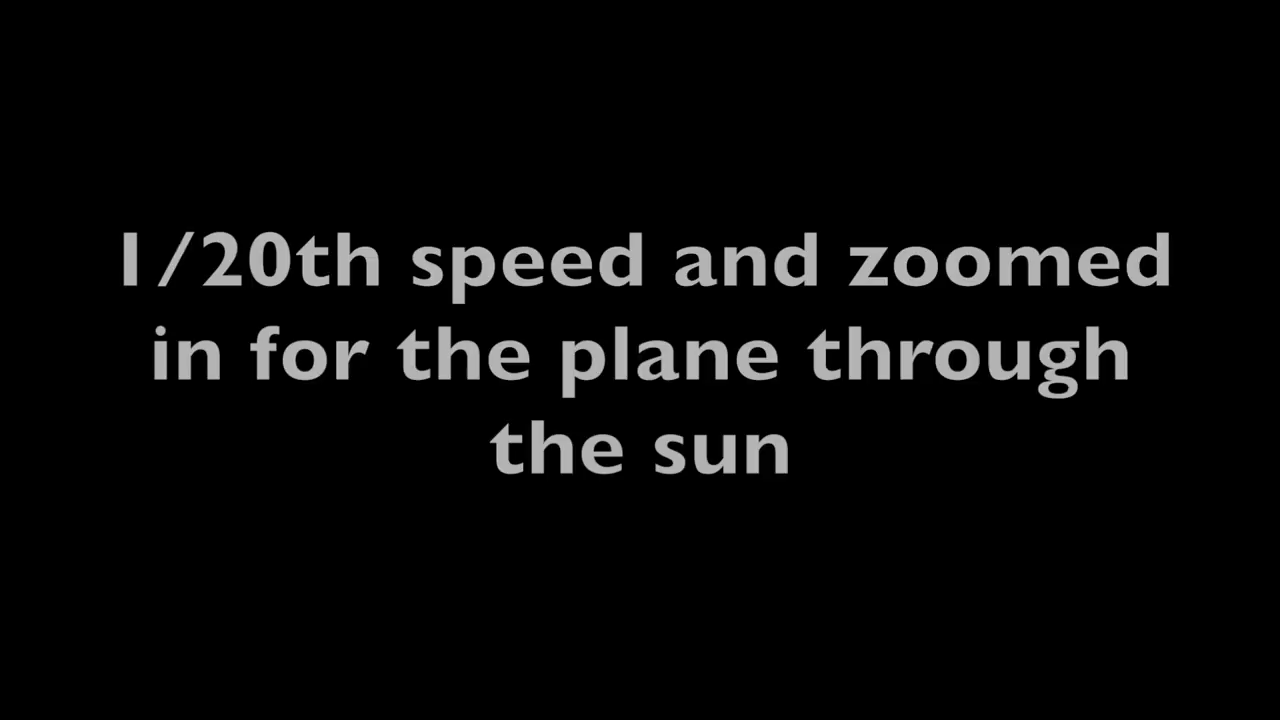 1/20th speed and zoomed
in for the plane through
the sun